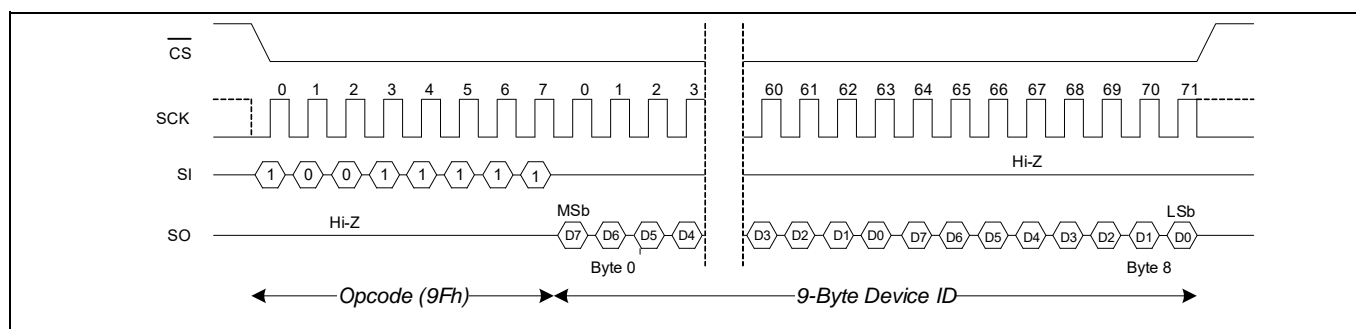 CS
0 1 2 3 4 5 6 7 0 1 2 3 60 61 62 63 64 65 66 67 68 69 70 71
SCK
Hi-Z
SI 1 0 0 1 1 1 1 1
MSb LSb
Hi-Z
SO D7 D6 D5 D4 D3 D2 D1 D0 D7 D6 D5 D4 D3 D2 D1 D0
Byte 0 Byte 8
Opcode (9Fh) 9-Byte Device ID